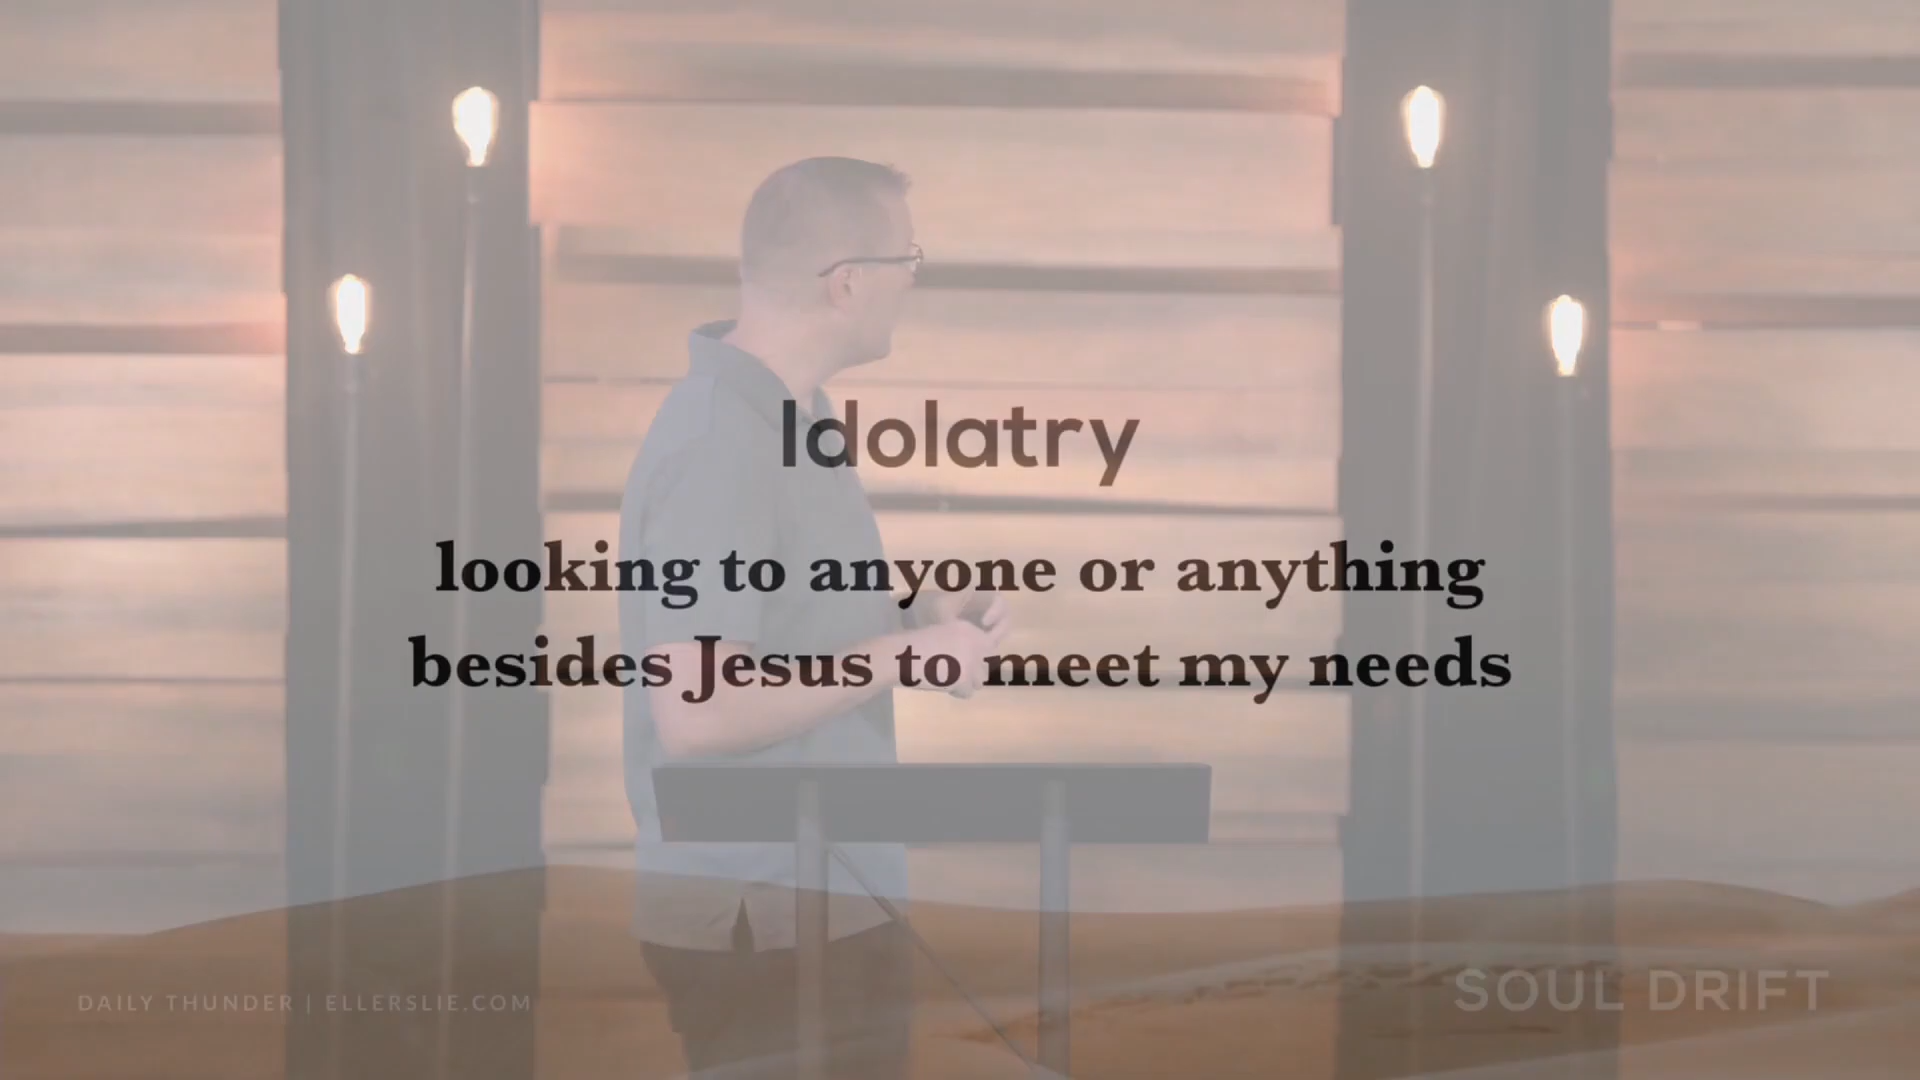 Idolatry
looking to anyone or anything
besides Jesus to meet my needs
DAILY THUNDER | ELLERSLIE.COM
SOUL DRIFT